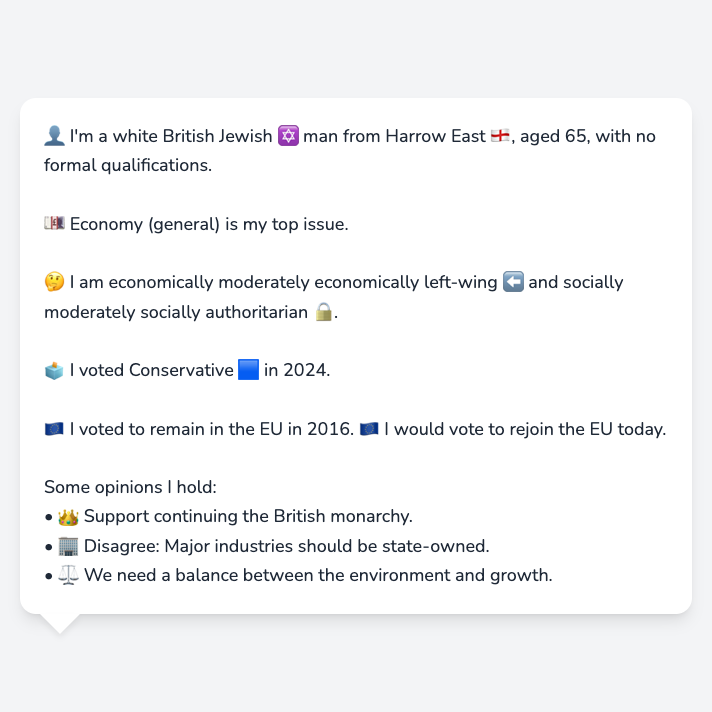 👤 I'm a white British Jewish ✡️ man from Harrow East 🏴󠁧󠁢󠁥󠁮󠁧󠁿, aged 65, with no
formal qualifications.
💷 Economy (general) is my top issue.
🤔 I am economically moderately economically left-wing ⬅️ and socially
moderately socially authoritarian 🔒.
🗳️ I voted Conservative 🟦 in 2024.
🇪🇺 I voted to remain in the EU in 2016. 🇪🇺 I would vote to rejoin the EU today.
Some opinions I hold:
• 👑 Support continuing the British monarchy.
• 🏢 Disagree: Major industries should be state-owned.
• ⚖️ We need a balance between the environment and growth.